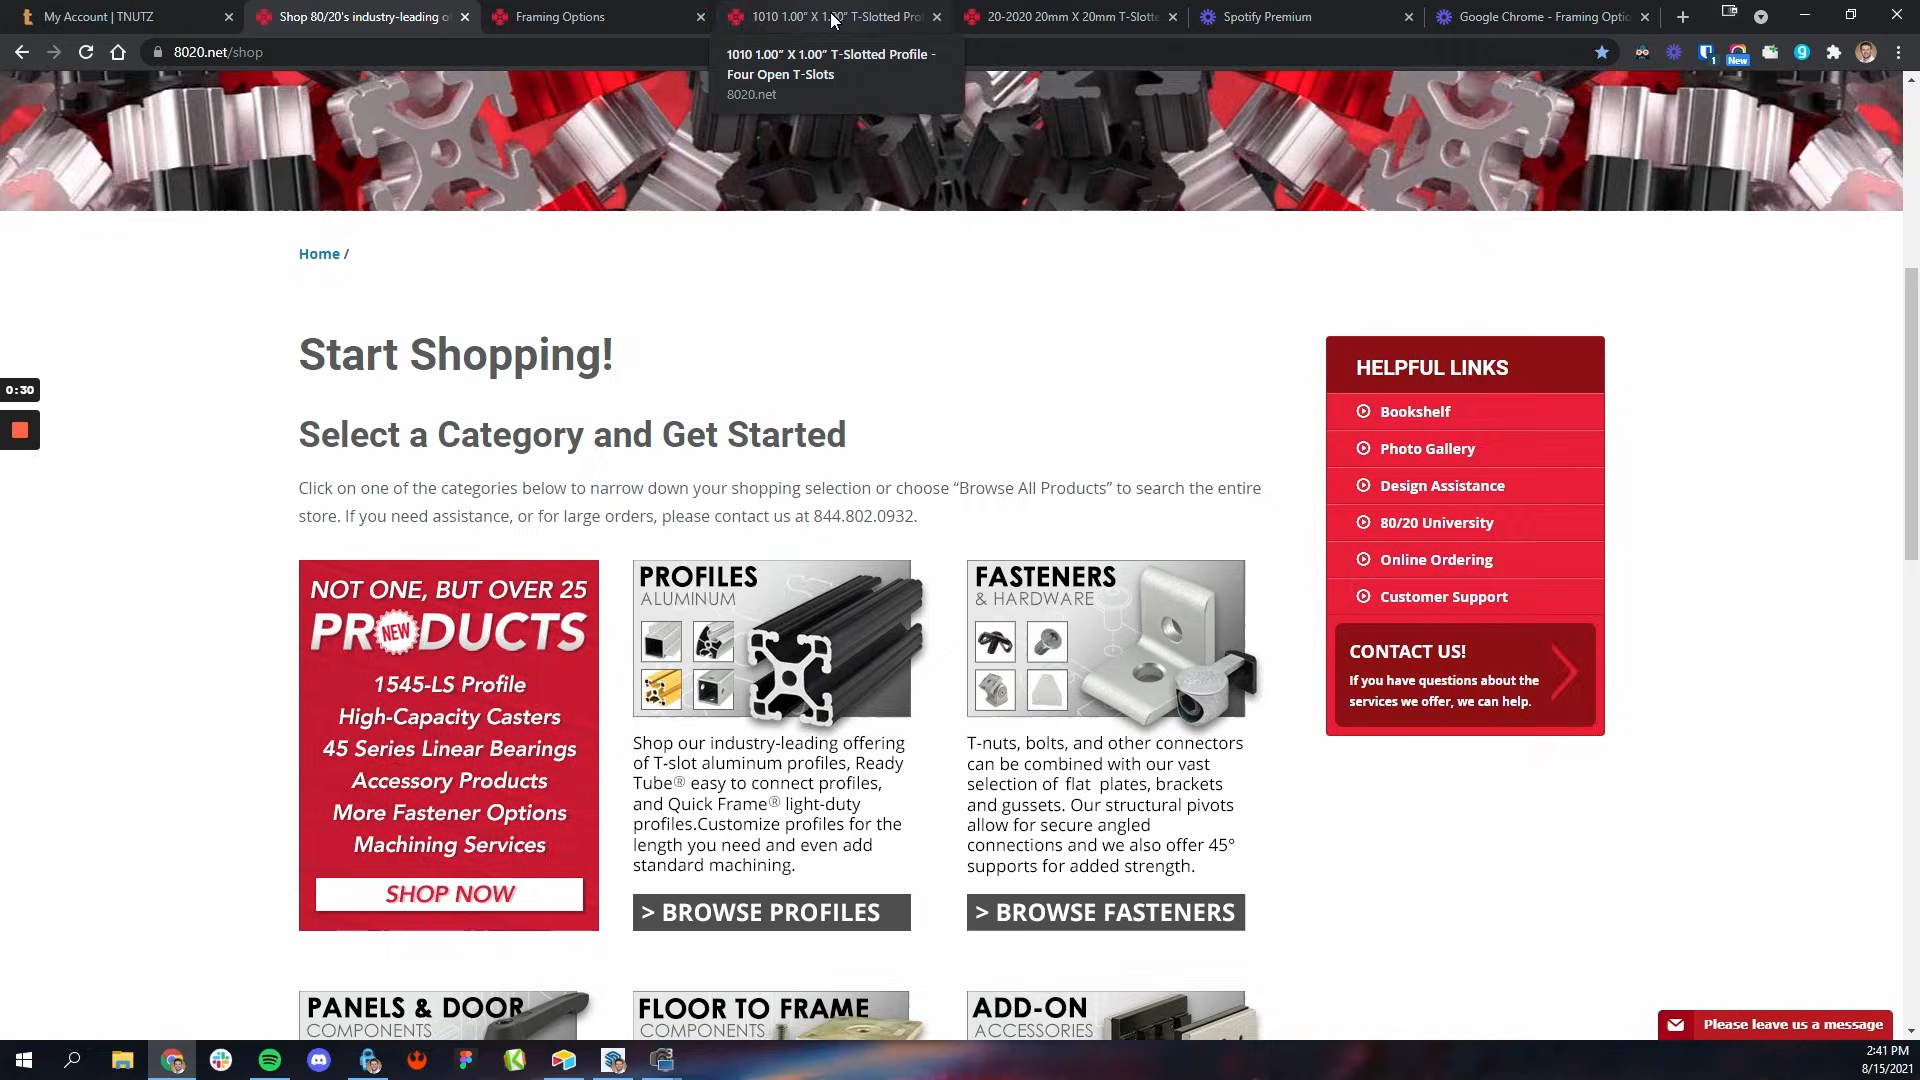 My Account | TNUTZ
Shop 80/20's industry-leading o
Framing Options
1010 1.00” X 1.00” T-Slotted Pro
20-2020 20mm X 20mm T-Slotte
Spotify Premium
Google Chrome - Framing Optio
8020.net/shop
1
New
1010 1.00” X 1.00” T-Slotted Profile -
Four Open T-Slots
8020.net
Home /
Start Shopping!
Select a Category and Get Started
Click on one of the categories below to narrow down your shopping selection or choose “Browse All Products” to search the entire
store. If you need assistance, or for large orders, please contact us at 844.802.0932.
0:30
HELPFUL LINKS
Bookshelf
Photo Gallery
Design Assistance
80/20 University
Online Ordering
Customer Support
CONTACT US!
If you have questions about the
services we offer, we can help.
NOT ONE, BUT OVER 25
NEW
PRODUCTS
1545-LS Profile
High-Capacity Casters
45 Series Linear Bearings
Accessory Products
More Fastener Options
Machining Services
SHOP NOW
PROFILES
ALUMINUM
Shop our industry-leading offering
of T-slot aluminum profiles, Ready
Tube® easy to connect profiles,
and Quick Frame® light-duty
profiles.Customize profiles for the
length you need and even add
standard machining.
> BROWSE PROFILES
FASTENERS
& HARDWARE
T-nuts, bolts, and other connectors
can be combined with our vast
selection of flat plates, brackets
and gussets. Our structural pivots
allow for secure angled
connections and we also offer 45°
supports for added strength.
> BROWSE FASTENERS
PANELS & DOOR
COMPONENTS
FLOOR TO FRAME
COMPONENTS
ADD-ON
ACCESSORIES
Please leave us a message
2:41 PM
8/15/2021